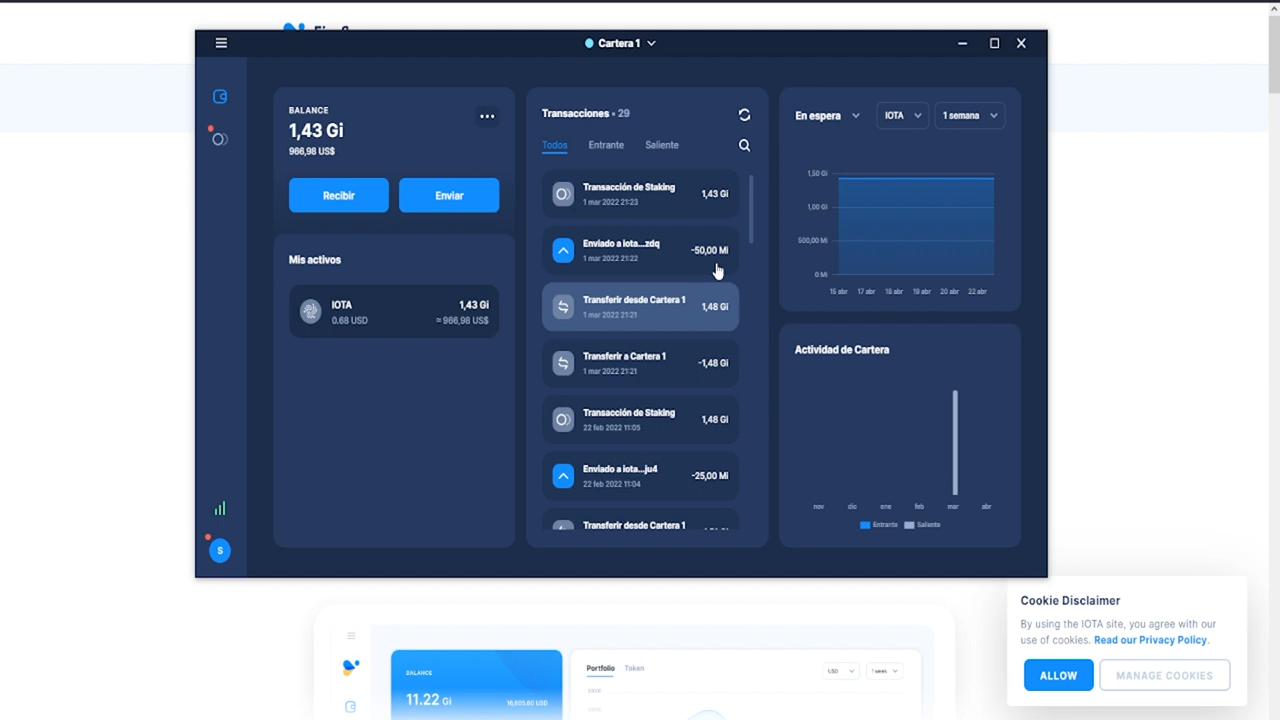 Cartera 1
BALANCE
1,43 Gi
966,98 US$
Recibir
Enviar
Mis activos
IOTA
1,43 Gi
0.68 USD
≈ 966,98 US$
S
Transacciones • 29
Todos
Entrante
Saliente
Transacción de Staking
1 mar 2022 21:23
1,43 Gi
Enviado a iota...zdq
1 mar 2022 21:22
-50,00 Mi
Transferir desde Cartera 1
1 mar 2022 21:21
1,48 Gi
Transferir a Cartera 1
1 mar 2022 21:21
-1,48 Gi
Transacción de Staking
22 feb 2022 11:05
1,48 Gi
Enviado a iota...ju4
22 feb 2022 11:04
-25,00 Mi
Transferir desde Cartera 1
En espera
IOTA
1 semana
1,50 Gi
1,00 Gi
500,00 Mi
0 Mi
15 abr 17 abr 18 abr 19 abr 20 abr 22 abr
Actividad de Cartera
nov dic ene feb mar abr
Entrante Saliente
Cookie Disclaimer
By using the IOTA site, you agree with our
use of cookies. Read our Privacy Policy.
ALLOW
MANAGE COOKIES
BALANCE
11.22 Gi
Portfolio
Token
USD
1 week